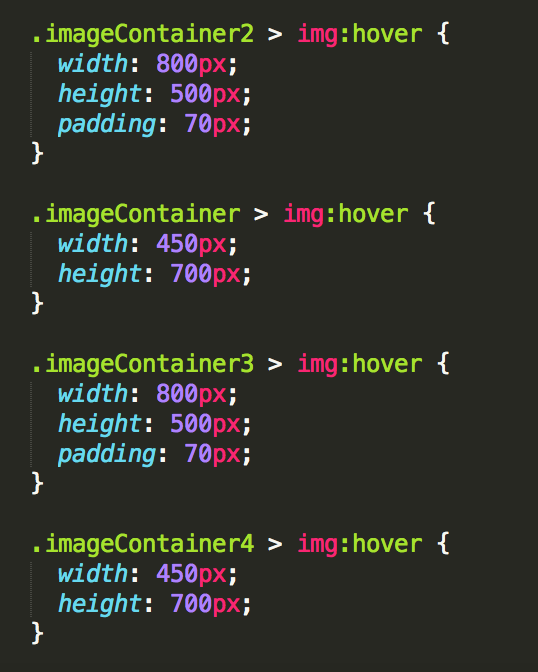 .imageContainer2 > img:hover {
  width: 800px;
  height: 500px;
  padding: 70px;
}

.imageContainer > img:hover {
  width: 450px;
  height: 700px;
}

.imageContainer3 > img:hover {
  width: 800px;
  height: 500px;
  padding: 70px;
}

.imageContainer4 > img:hover {
  width: 450px;
  height: 700px;
}